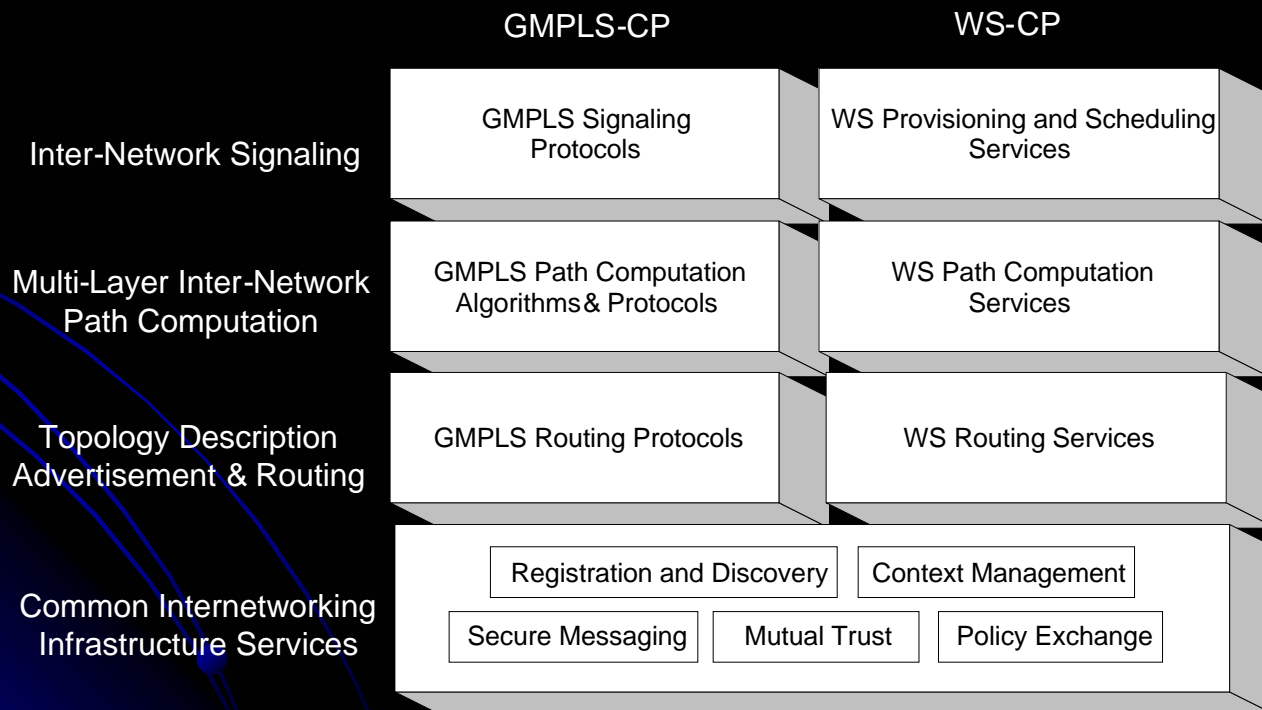 GMPLS-CP
WS-CP
Inter-Network Signaling
GMPLS Signaling
Protocols
WS Provisioning and Scheduling
Services
Multi-Layer Inter-Network
Path Computation
GMPLS Path Computation
Algorithms& Protocols
WS Path Computation
Services
Topology Description
Advertisement & Routing
GMPLS Routing Protocols
WS Routing Services
Common Internetworking
Infrastructure Services
Registration and Discovery
Context Management
Secure Messaging
Mutual Trust
Policy Exchange